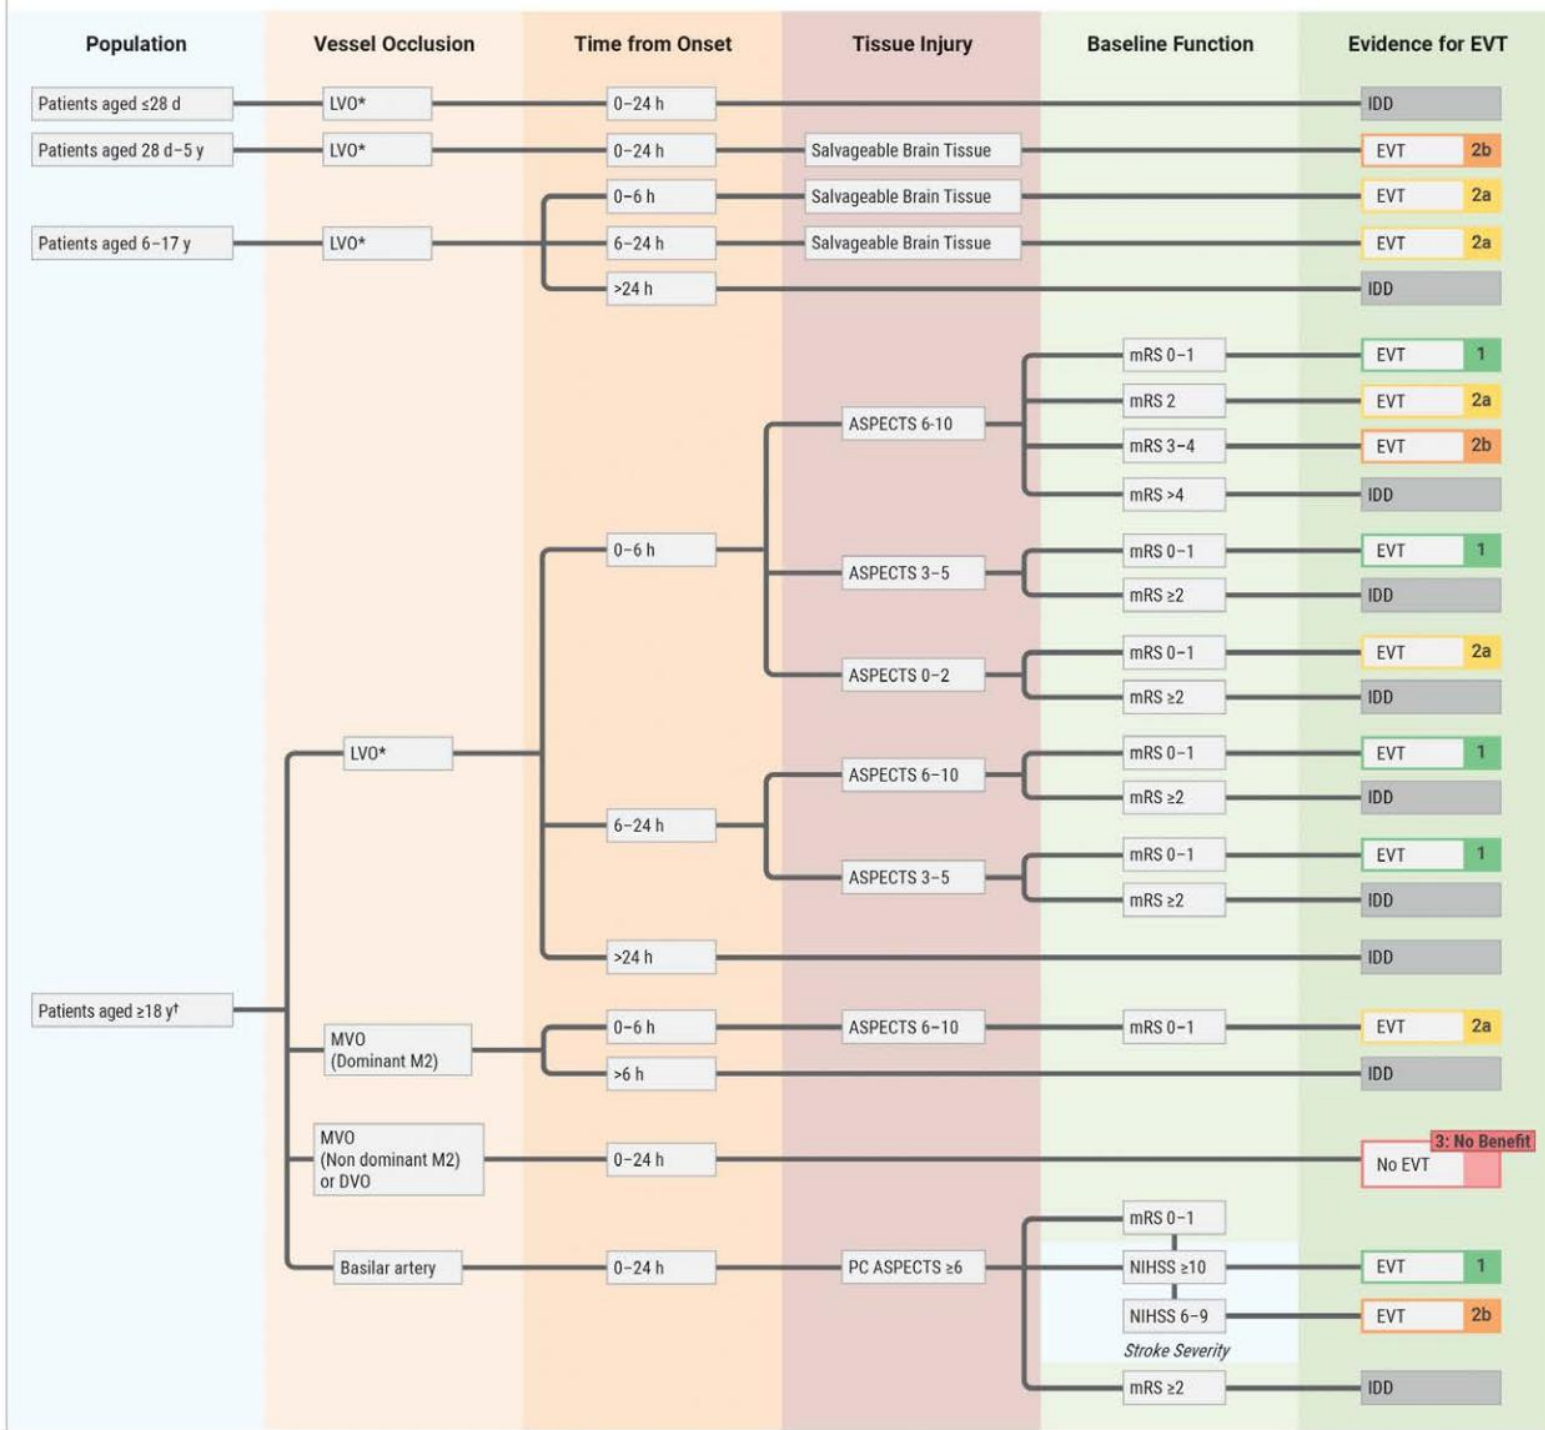 Population Vessel Occlusion Time from Onset Tissue Injury Baseline Function Evidence for EVT
Patients aged ≤28 d LVO* 0–24 h IDD
Patients aged 28 d–5 y LVO* 0–24 h Salvageable Brain Tissue EVT 2b
0–6 h Salvageable Brain Tissue EVT 2a
Patients aged 6–17 y LVO* 6–24 h Salvageable Brain Tissue EVT 2a
>24 h IDD
mRS 0–1 EVT 1
mRS 2 EVT 2a
ASPECTS 6-10
mRS 3–4 EVT 2b
mRS >4 IDD
0–6 h mRS 0–1 EVT 1
ASPECTS 3–5
mRS ≥2 IDD
mRS 0–1 EVT 2a
ASPECTS 0–2
mRS ≥2 IDD
LVO* mRS 0–1 EVT 1
ASPECTS 6–10
mRS ≥2 IDD
6–24 h
mRS 0–1 EVT 1
ASPECTS 3–5
mRS ≥2 IDD
>24 h IDD
Patients aged ≥18 y†
0–6 h ASPECTS 6–10 mRS 0–1 EVT 2a
MVO
(Dominant M2)
>6 h IDD
MVO
(Non dominant M2)
or DVO
0–24 h
3: No Benefit
No EVT
mRS 0–1
Basilar artery 0–24 h PC ASPECTS ≥6 NIHSS ≥10 EVT 1
NIHSS 6–9 EVT 2b
Stroke Severity
mRS ≥2 IDD